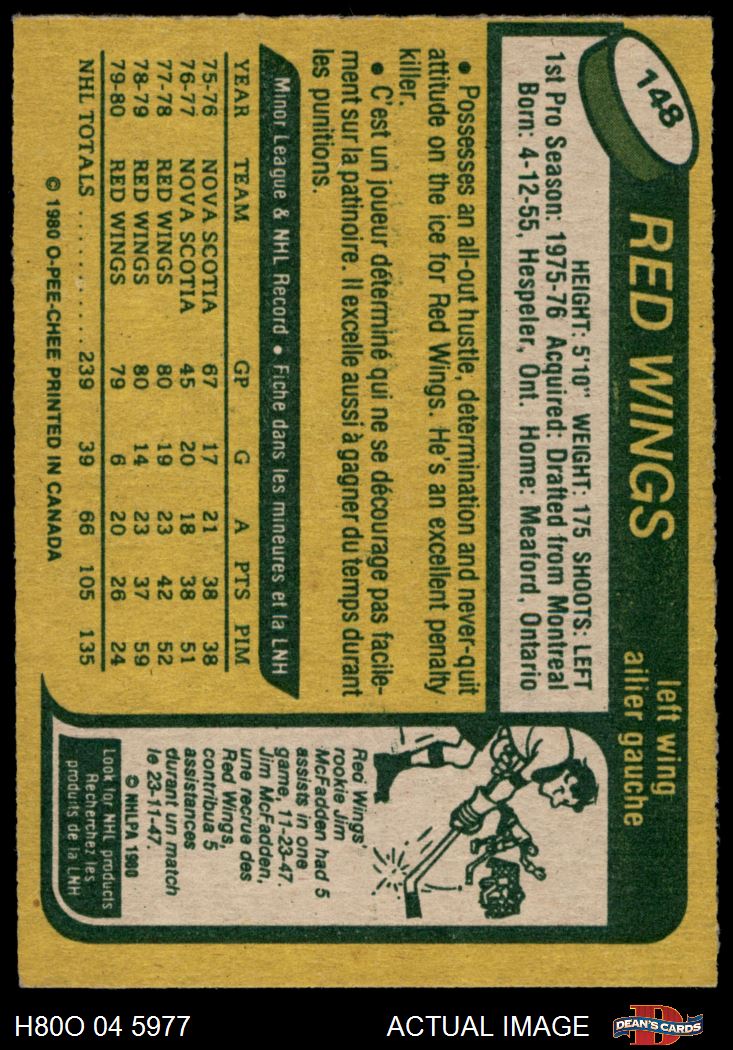 148
RED WINGS
left wing
ailier gauche
HEIGHT: 5'10" WEIGHT: 175 SHOOTS: LEFT
1st Pro Season: 1975-76 Acquired: Drafted from Montreal
Born: 4-12-55, Hespeler, Ont. Home: Meaford, Ontario
• Possesses an all-out hustle, determination and never-quit
attitude on the ice for Red Wings. He's an excellent penalty
killer.
• C'est un joueur déterminé qui ne se décourage pas facile-
ment sur la patinoire. Il excelle aussi à gagner du temps durant
les punitions.
Minor League & NHL Record • Fiche dans les mineures et la LNH
YEAR TEAM GP G A PTS PIM
75-76 NOVA SCOTIA 67 17 21 38 38
76-77 NOVA SCOTIA 45 20 18 38 51
77-78 RED WINGS 80 19 23 42 52
78-79 RED WINGS 80 14 23 37 59
79-80 RED WINGS 79 6 20 26 24
NHL TOTALS .......... 239 39 66 105 135
© 1980 O-PEE-CHEE PRINTED IN CANADA
Red Wings'
rookie Jim
McFadden had 5
assists in one
game, 11-23-47.
Jim McFadden,
une recrue des
Red Wings,
contribua 5
assistances
durant un match
le 23-11-47.
© NHLPA 1980
Look for NHL products
Recherchez les
produits de la LNH
H80O 04 5977
ACTUAL IMAGE
D
DEAN'S CARDS